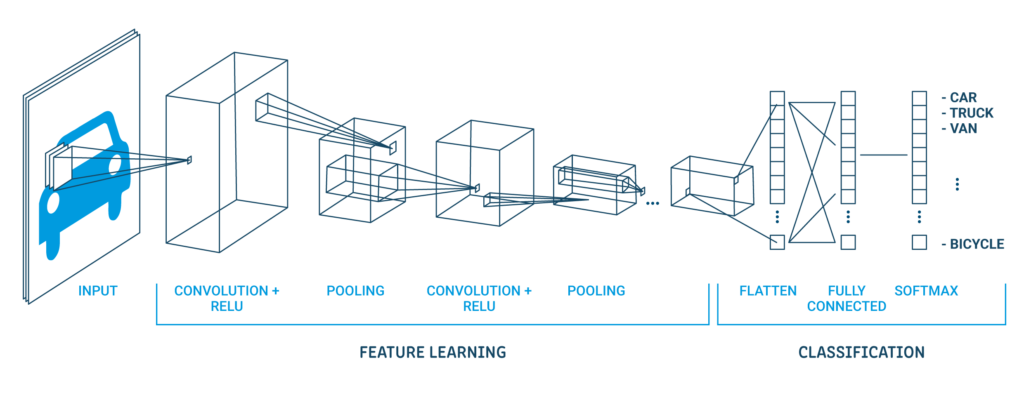 - CAR
- TRUCK
- VAN
- BICYCLE
INPUT
CONVOLUTION +
RELU
POOLING
CONVOLUTION +
RELU
POOLING
FLATTEN
FULLY
CONNECTED
SOFTMAX
FEATURE LEARNING
CLASSIFICATION